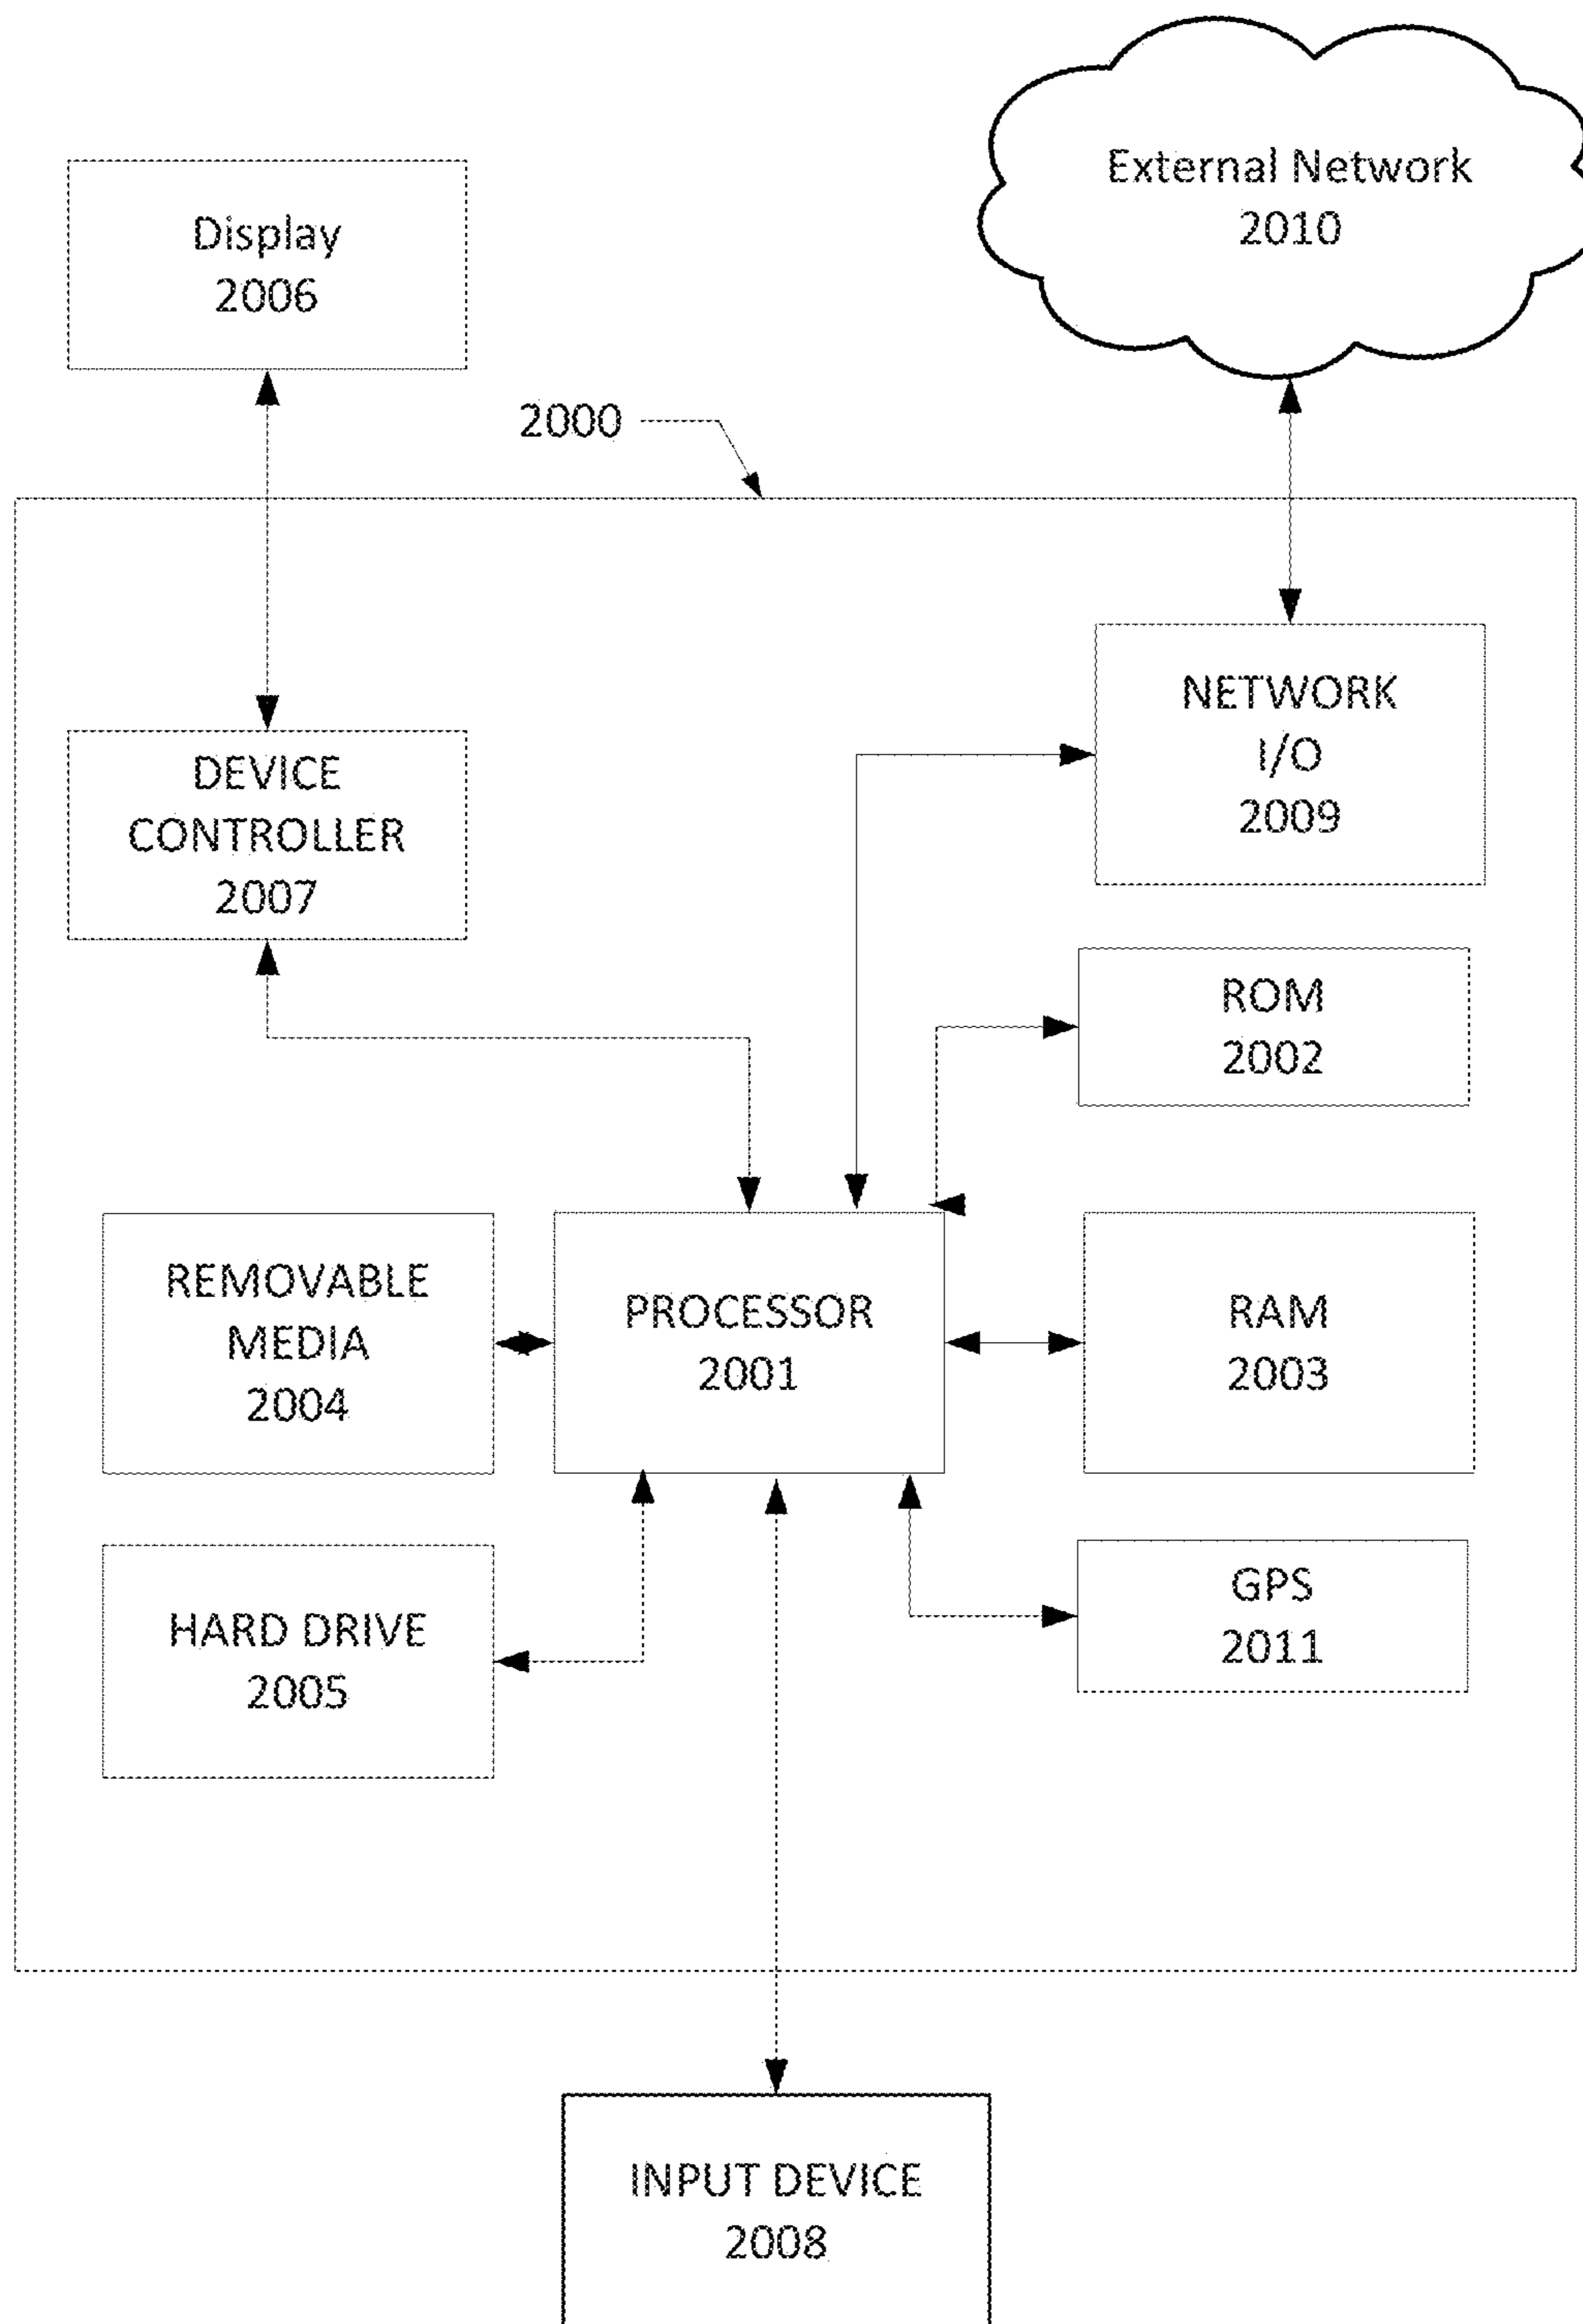 External Network
2010
Display
2006
2000
NETWORK
I/O
2009
DEVICE
CONTROLLER
2007
ROM
2002
REMOVABLE
MEDIA
2004
PROCESSOR
2001
RAM
2003
HARD DRIVE
2005
GPS
2011
INPUT DEVICE
2008